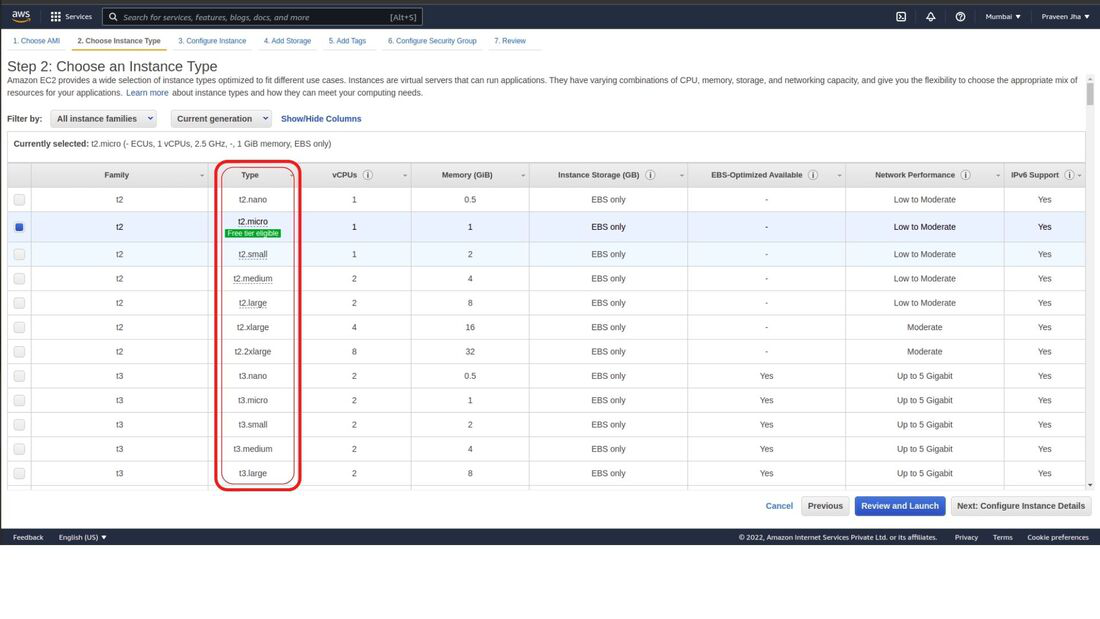 aws Services Search for services, features, blogs, docs, and more [Alt+S] Mumbai Praveen Jha
1. Choose AMI 2. Choose Instance Type 3. Configure Instance 4. Add Storage 5. Add Tags 6. Configure Security Group 7. Review
Step 2: Choose an Instance Type
Amazon EC2 provides a wide selection of instance types optimized to fit different use cases. Instances are virtual servers that can run applications. They have varying combinations of CPU, memory, storage, and networking capacity, and give you the flexibility to choose the appropriate mix of
resources for your applications. Learn more about instance types and how they can meet your computing needs.
Filter by: All instance families Current generation Show/Hide Columns
Currently selected: t2.micro (- ECUs, 1 vCPUs, 2.5 GHz, -, 1 GiB memory, EBS only)
Family Type vCPUs Memory (GiB) Instance Storage (GB) EBS-Optimized Available Network Performance IPv6 Support
t2 t2.nano 1 0.5 EBS only - Low to Moderate Yes
t2 t2.micro 1 1 EBS only - Low to Moderate Yes
Free tier eligible
t2 t2.small 1 2 EBS only - Low to Moderate Yes
t2 t2.medium 2 4 EBS only - Low to Moderate Yes
t2 t2.large 2 8 EBS only - Low to Moderate Yes
t2 t2.xlarge 4 16 EBS only - Moderate Yes
t2 t2.2xlarge 8 32 EBS only - Moderate Yes
t3 t3.nano 2 0.5 EBS only Yes Up to 5 Gigabit Yes
t3 t3.micro 2 1 EBS only Yes Up to 5 Gigabit Yes
t3 t3.small 2 2 EBS only Yes Up to 5 Gigabit Yes
t3 t3.medium 2 4 EBS only Yes Up to 5 Gigabit Yes
t3 t3.large 2 8 EBS only Yes Up to 5 Gigabit Yes
Cancel Previous Review and Launch Next: Configure Instance Details
Feedback English (US) © 2022, Amazon Internet Services Private Ltd. or its affiliates. Privacy Terms Cookie preferences